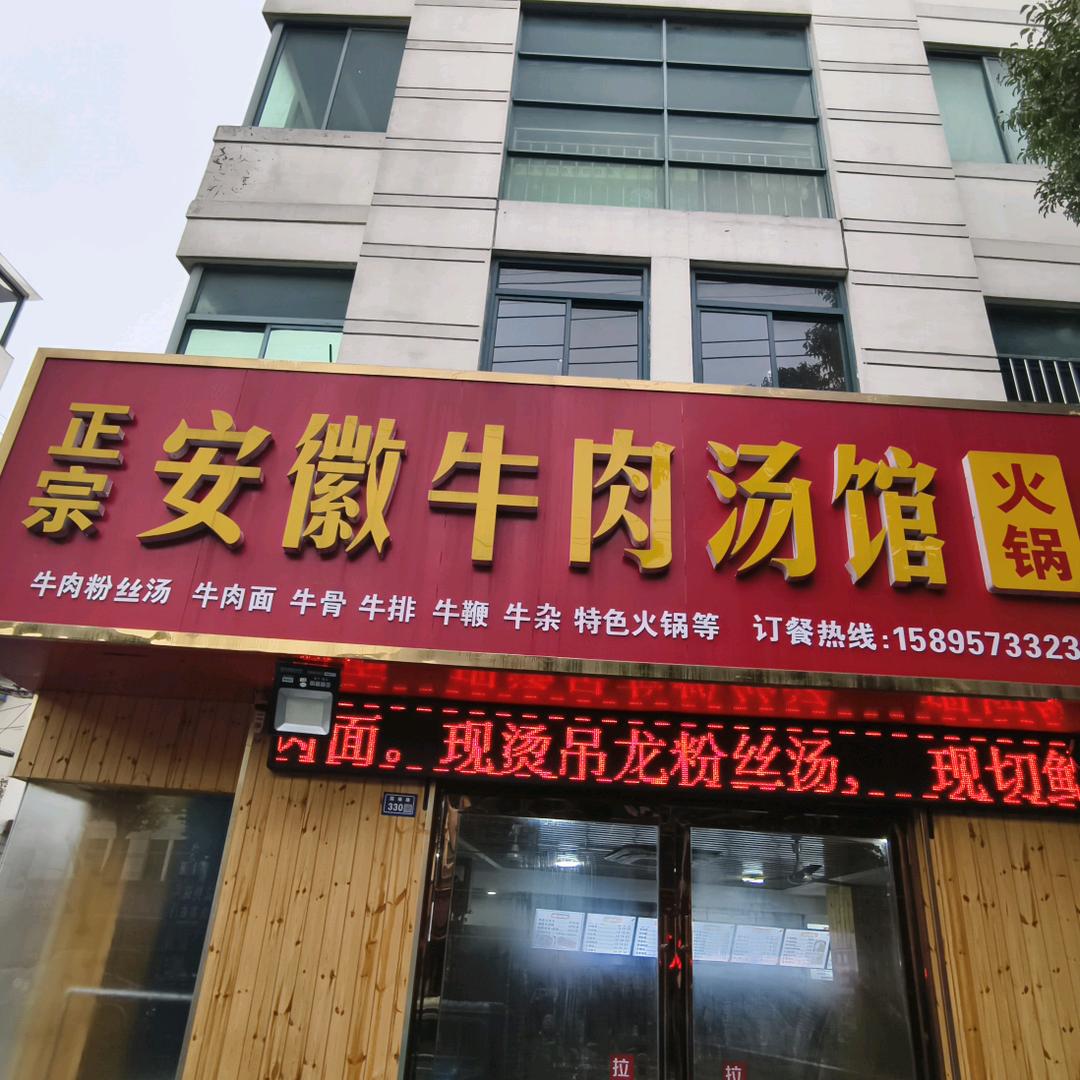 正宗 安徽牛肉汤馆 火锅
牛肉粉丝汤 牛肉面 牛骨 牛排 牛鞭 牛杂 特色火锅等 订餐热线:1589573323
肉面。现烫吊龙粉丝汤， 现切鲜
330
拉 拉